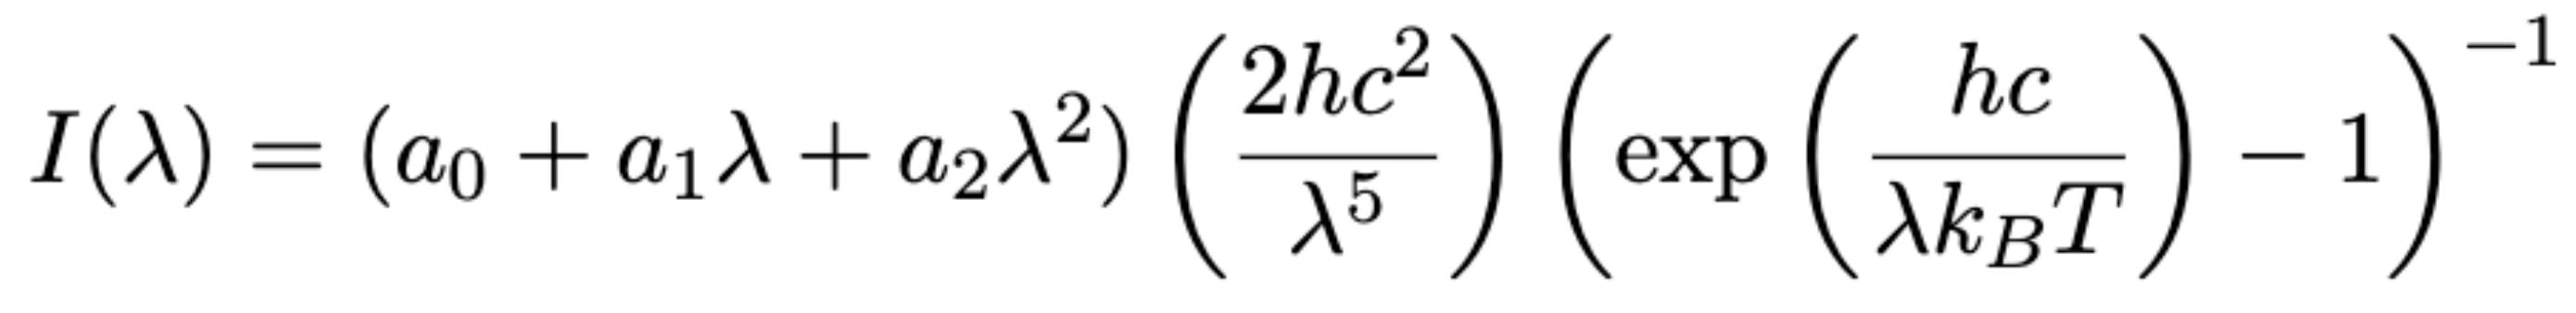 I(λ) = (a₀ + a₁λ + a₂λ²) (2hc²/λ⁵) (exp (hc/λk_BT) − 1)⁻¹